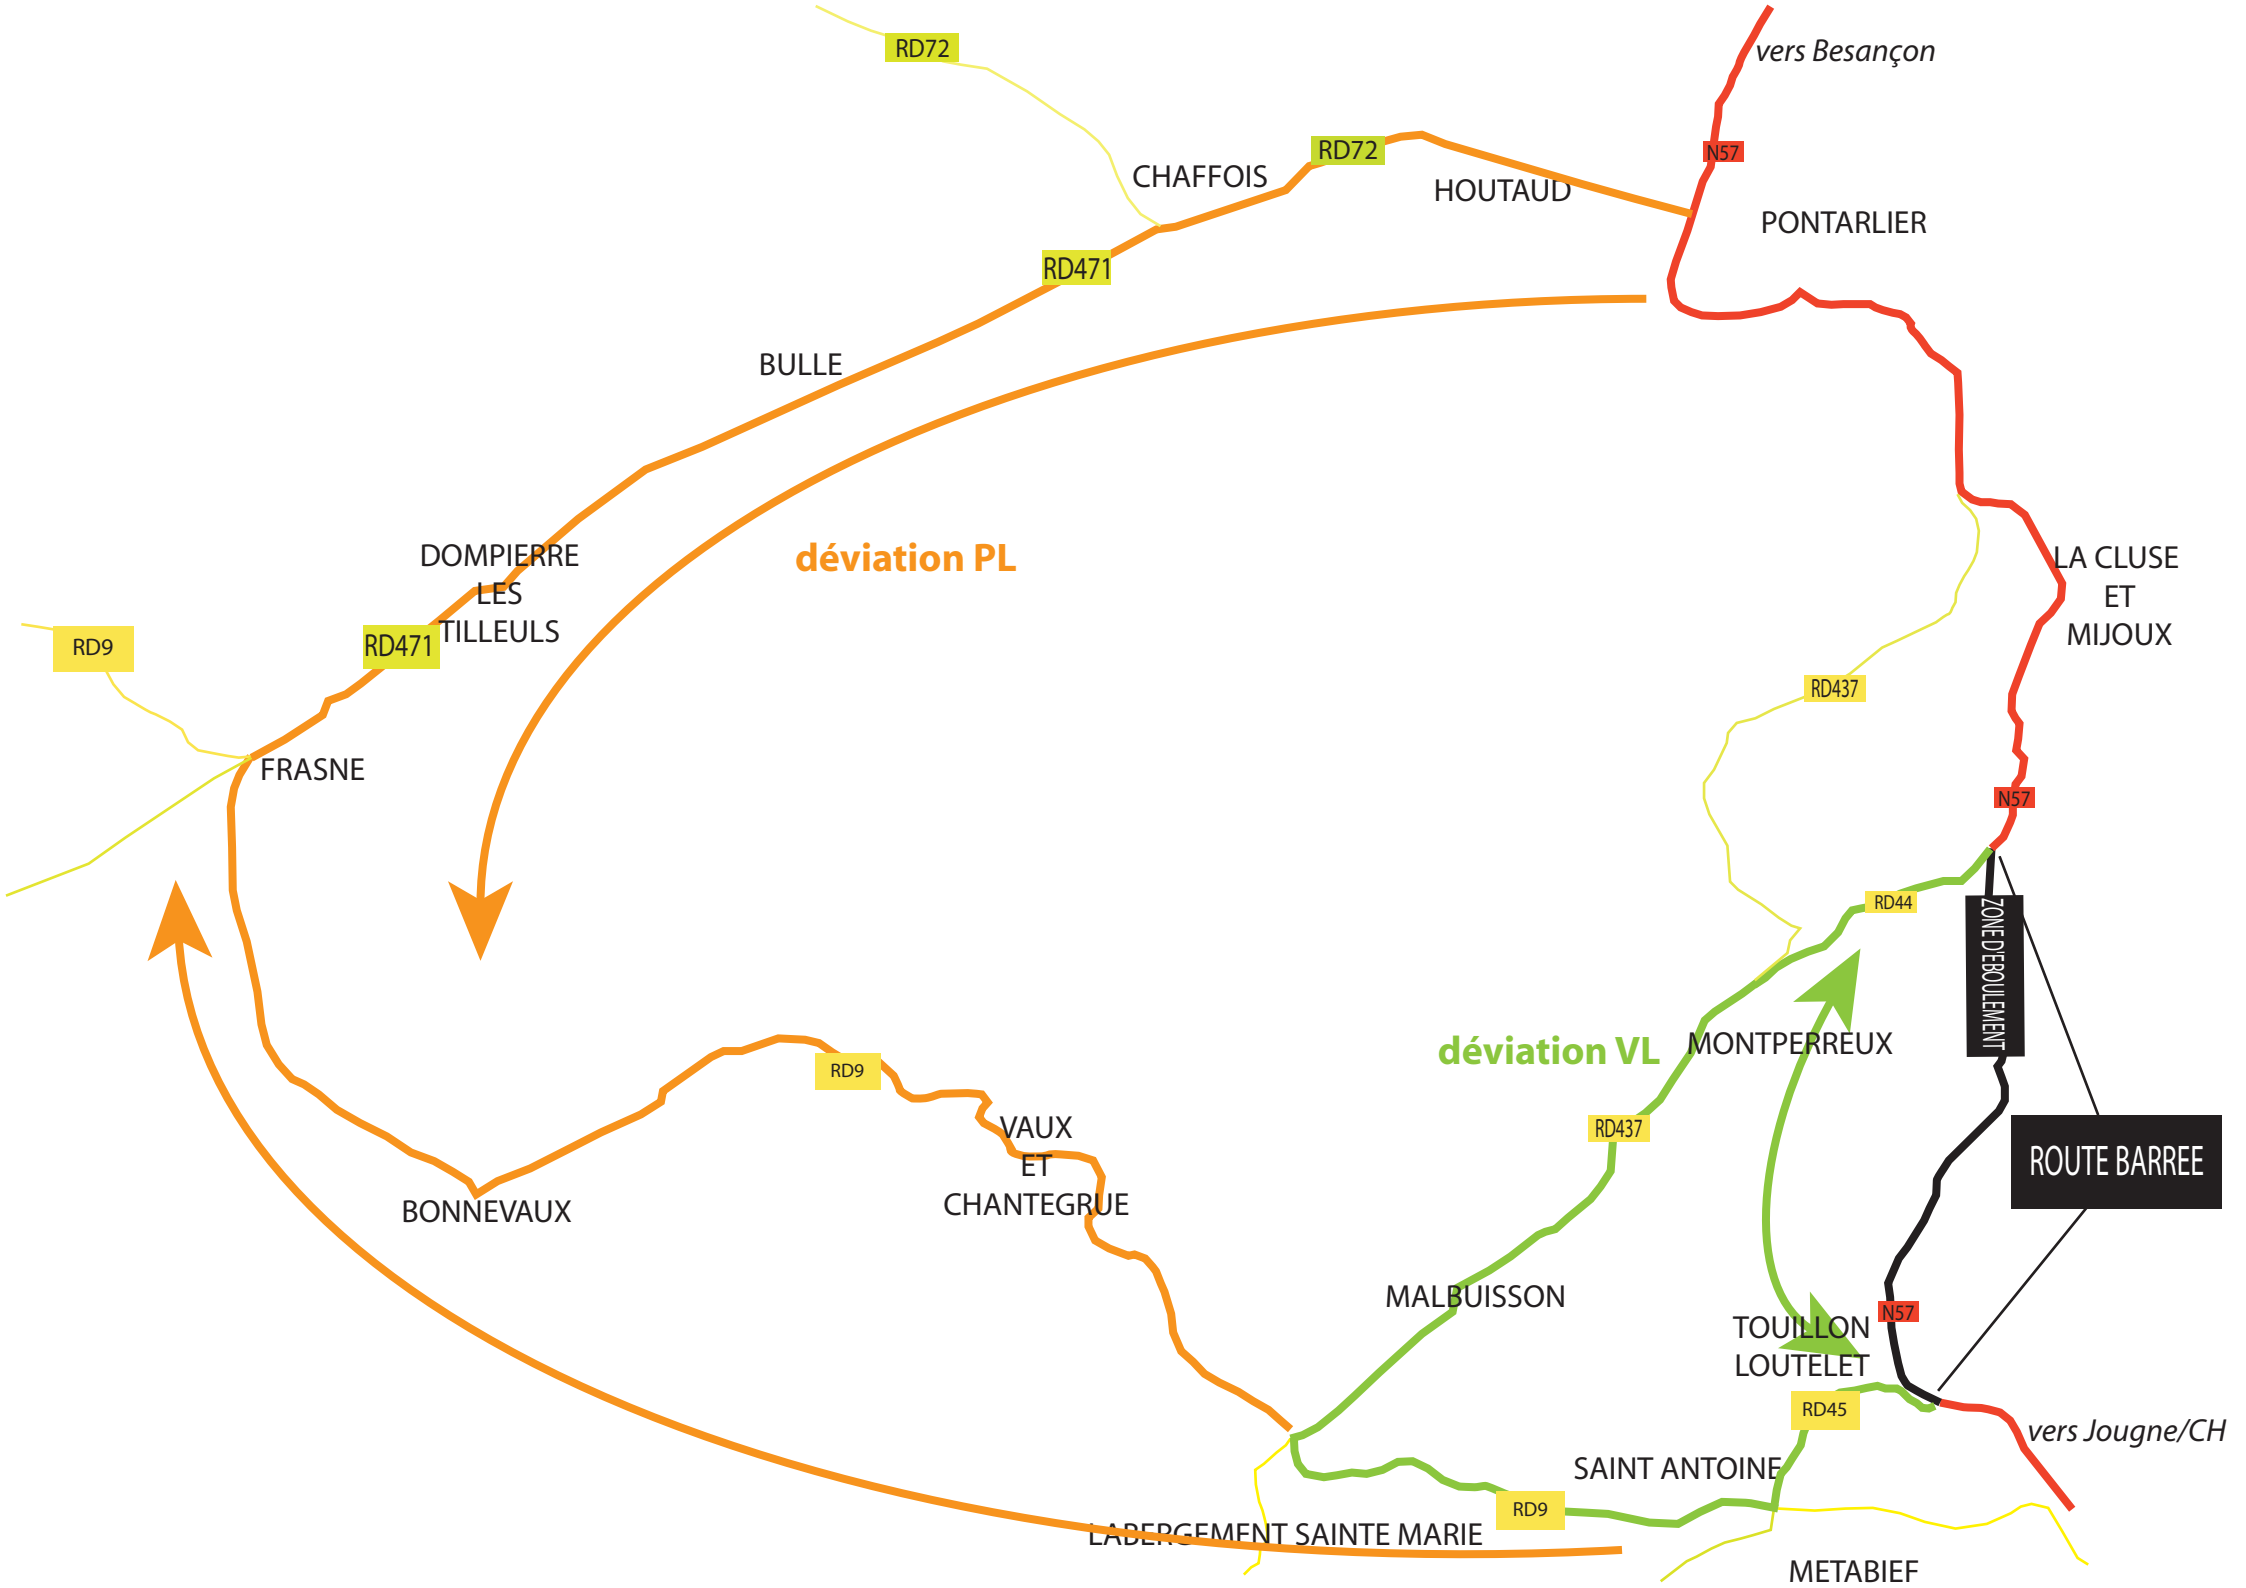 RD72
vers Besançon
RD72
N57
CHAFFOIS
HOUTAUD
PONTARLIER
RD471
BULLE
DOMPIERRE
LES
TILLEULS
déviation PL
LA CLUSE
ET
MIJOUX
RD9
RD471
RD437
FRASNE
N57
RD44
ZONE D'EBOULEMENT
déviation VL
MONTPERREUX
RD9
VAUX
ET
CHANTEGRUE
RD437
ROUTE BARREE
BONNEVAUX
MALBUISSON
N57
TOUILLON
LOUTELET
RD45
vers Jougne/CH
SAINT ANTOINE
RD9
LABERGEMENT SAINTE MARIE
METABIEF